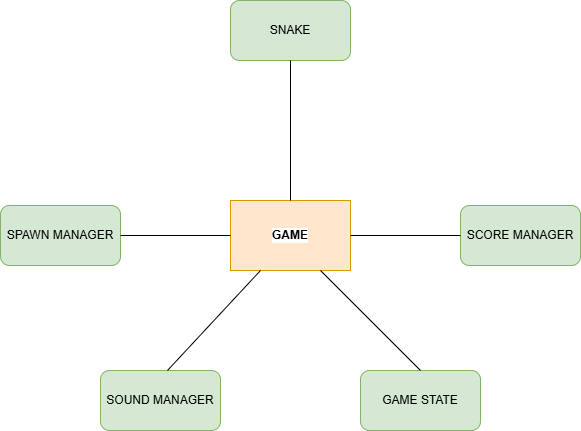 SNAKE
SPAWN MANAGER
GAME
SCORE MANAGER
SOUND MANAGER
GAME STATE